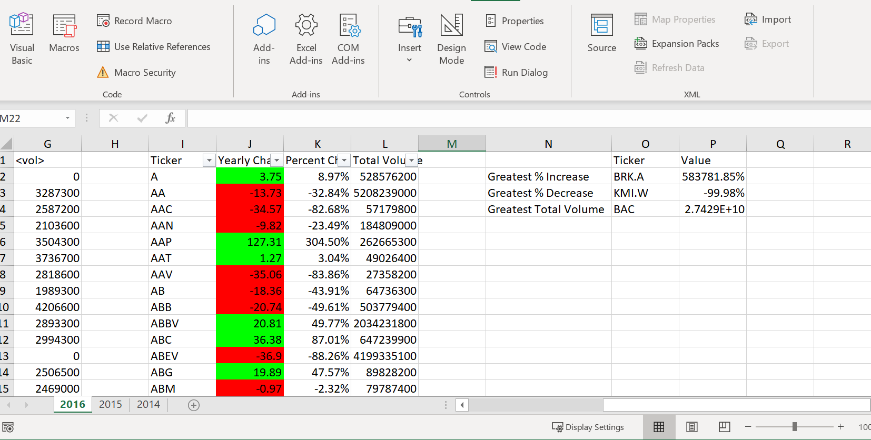 Visual Basic
Macros
Record Macro
Use Relative References
Macro Security
Code
Add-ins
Excel Add-ins
COM Add-ins
Add-ins
Insert
Design Mode
Properties
View Code
Run Dialog
Controls
Source
Map Properties
Expansion Packs
Refresh Data
Import
Export
XML
M22 fx
G H I J K L M N O P Q R
1 <vol> Ticker Yearly Cha Percent Ch Total Volu e Ticker Value
2 0 A 3.75 8.97% 528576200 Greatest % Increase BRK.A 583781.85%
3 3287300 AA -13.73 -32.84% 5208239000 Greatest % Decrease KMI.W -99.98%
4 2587200 AAC -34.57 -82.68% 57179800 Greatest Total Volume BAC 2.7429E+10
5 2103600 AAN -9.82 -23.49% 184809000
6 3504300 AAP 127.31 304.50% 262665300
7 3736700 AAT 1.27 3.04% 49026400
8 2818600 AAV -35.06 -83.86% 27358200
9 1989300 AB -18.36 -43.91% 64736300
10 4206600 ABB -20.74 -49.61% 503779400
11 2893300 ABBV 20.81 49.77% 2034231800
12 2994300 ABC 36.38 87.01% 647239900
13 0 ABEV -36.9 -88.26% 4199335100
14 2506500 ABG 19.89 47.57% 89828200
15 2469000 ABM -0.97 -2.32% 79787400
2016 2015 2014
Display Settings 100